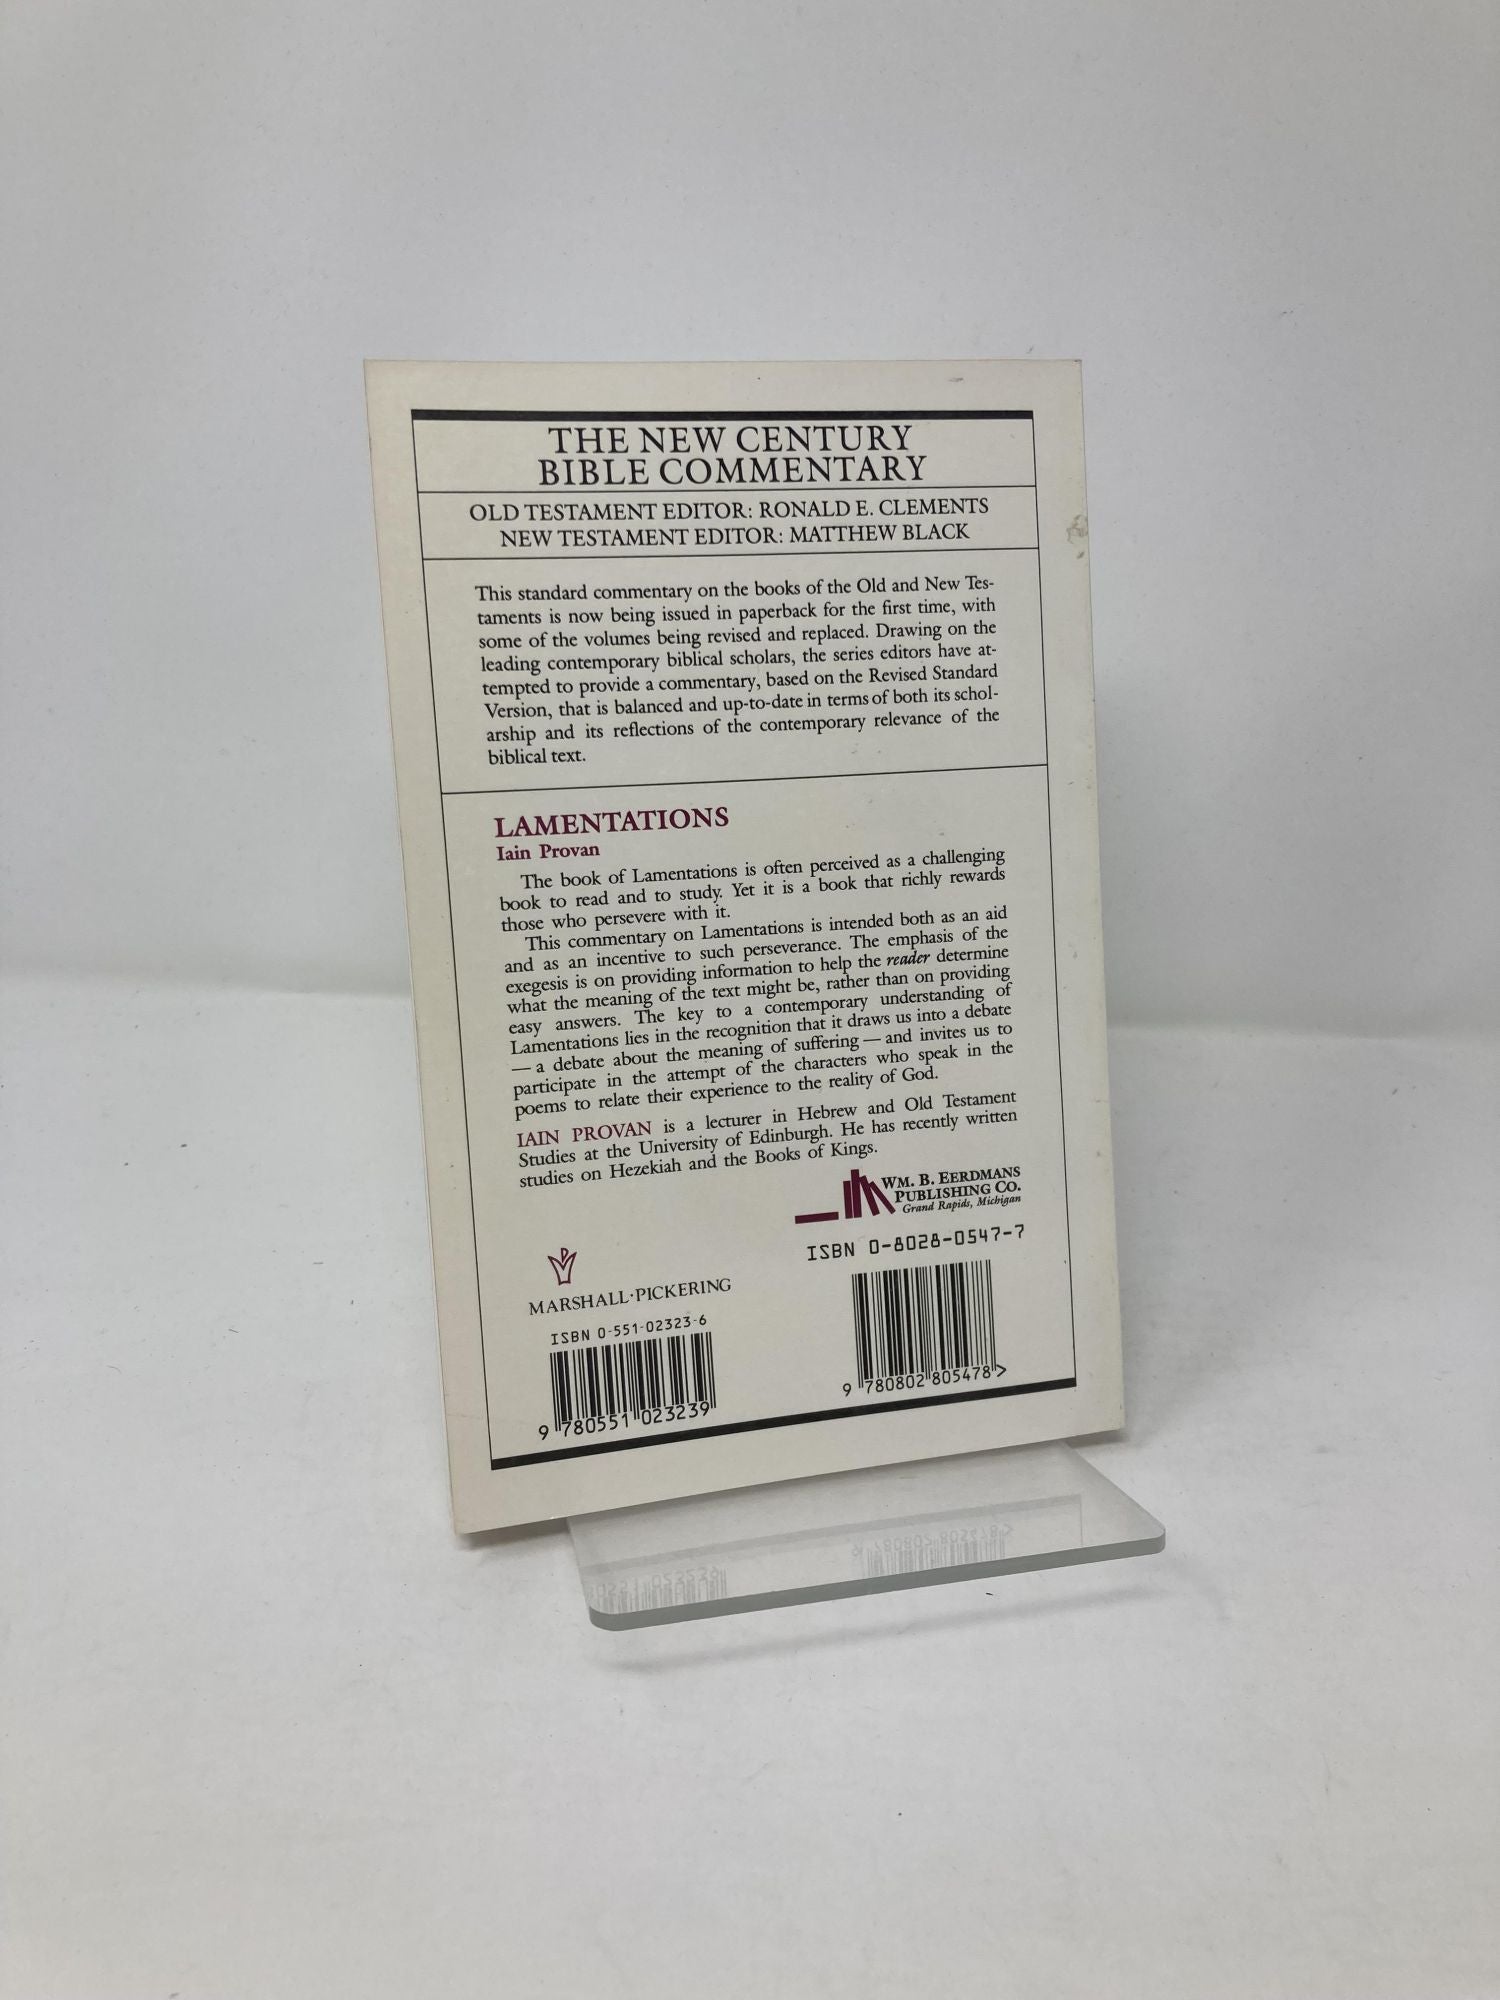 THE NEW CENTURY
BIBLE COMMENTARY
OLD TESTAMENT EDITOR: RONALD E. CLEMENTS
NEW TESTAMENT EDITOR: MATTHEW BLACK
This standard commentary on the books of the Old and New Tes-
taments is now being issued in paperback for the first time, with
some of the volumes being revised and replaced. Drawing on the
leading contemporary biblical scholars, the series editors have at-
tempted to provide a commentary, based on the Revised Standard
Version, that is balanced and up-to-date in terms of both its schol-
arship and its reflections of the contemporary relevance of the
biblical text.
LAMENTATIONS
Iain Provan
The book of Lamentations is often perceived as a challenging
book to read and to study. Yet it is a book that richly rewards
those who persevere with it.
This commentary on Lamentations is intended both as an aid
and as an incentive to such perseverance. The emphasis of the
exegesis is on providing information to help the reader determine
what the meaning of the text might be, rather than on providing
easy answers. The key to a contemporary understanding of
Lamentations lies in the recognition that it draws us into a debate
— a debate about the meaning of suffering — and invites us to
participate in the attempt of the characters who speak in the
poems to relate their experience to the reality of God.
IAIN PROVAN is a lecturer in Hebrew and Old Testament
Studies at the University of Edinburgh. He has recently written
studies on Hezekiah and the Books of Kings.
WM. B. EERDMANS
PUBLISHING CO.
Grand Rapids, Michigan
ISBN 0-8028-0547-7
9 780802 805478 >
MARSHALL·PICKERING
ISBN 0-551-02323-6
9 780551 023239